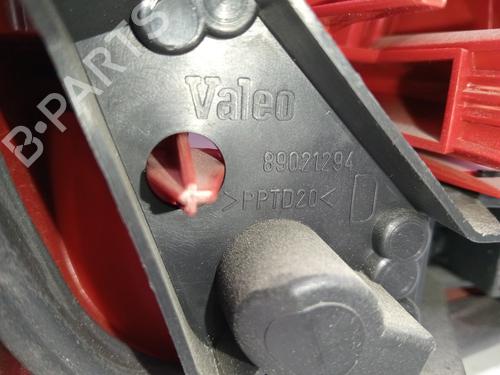 B-PARTS
Valeo
89021294
>PPTD20<
D